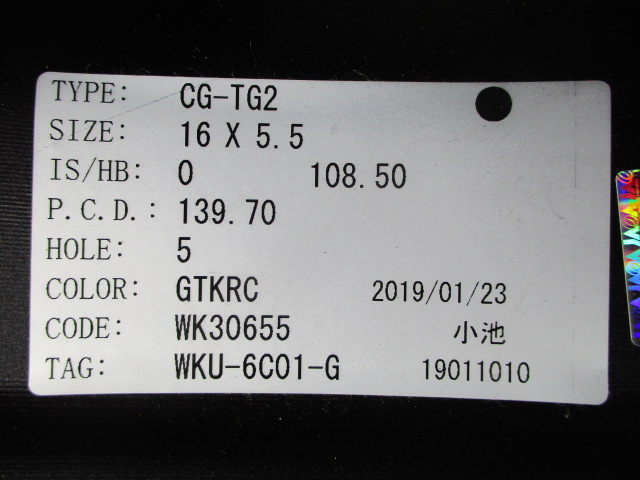 TYPE: CG-TG2
SIZE: 16 X 5.5
IS/HB: 0 108.50
P.C.D.: 139.70
HOLE: 5
COLOR: GTKRC 2019/01/23
CODE: WK30655 小池
TAG: WKU-6C01-G 19011010